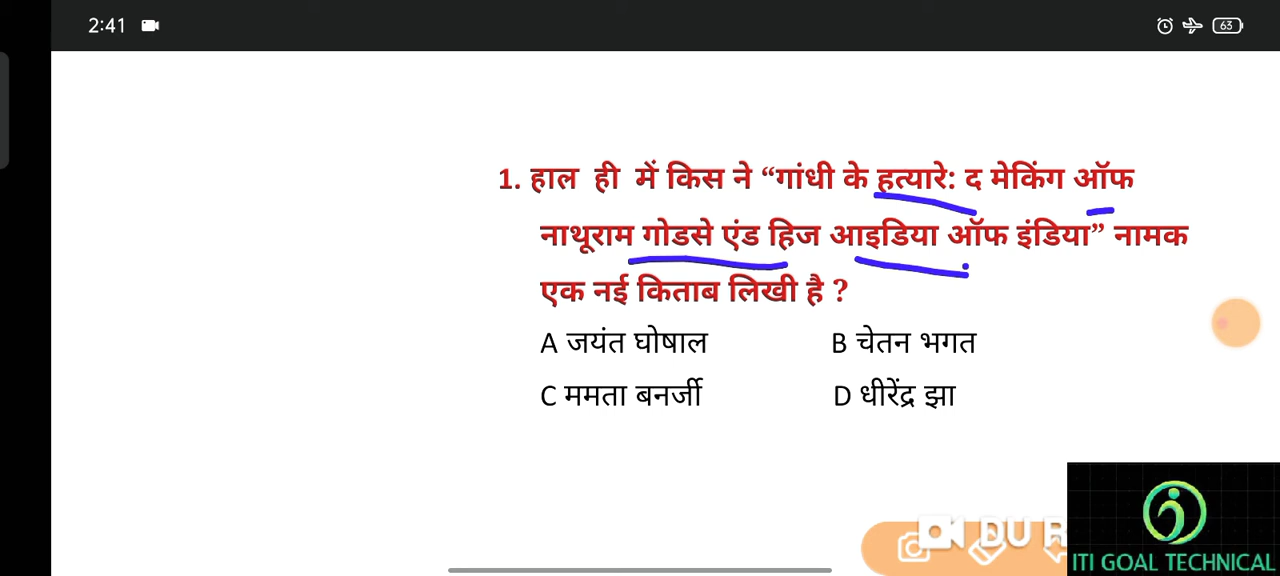 2:41
63
1. हाल ही में किस ने “गांधी के हत्यारे: द मेकिंग ऑफ
नाथूराम गोडसे एंड हिज आइडिया ऑफ इंडिया” नामक
एक नई किताब लिखी है ?
A जयंत घोषाल B चेतन भगत
C ममता बनर्जी D धीरेंद्र झा
DU R
ITI GOAL TECHNICAL